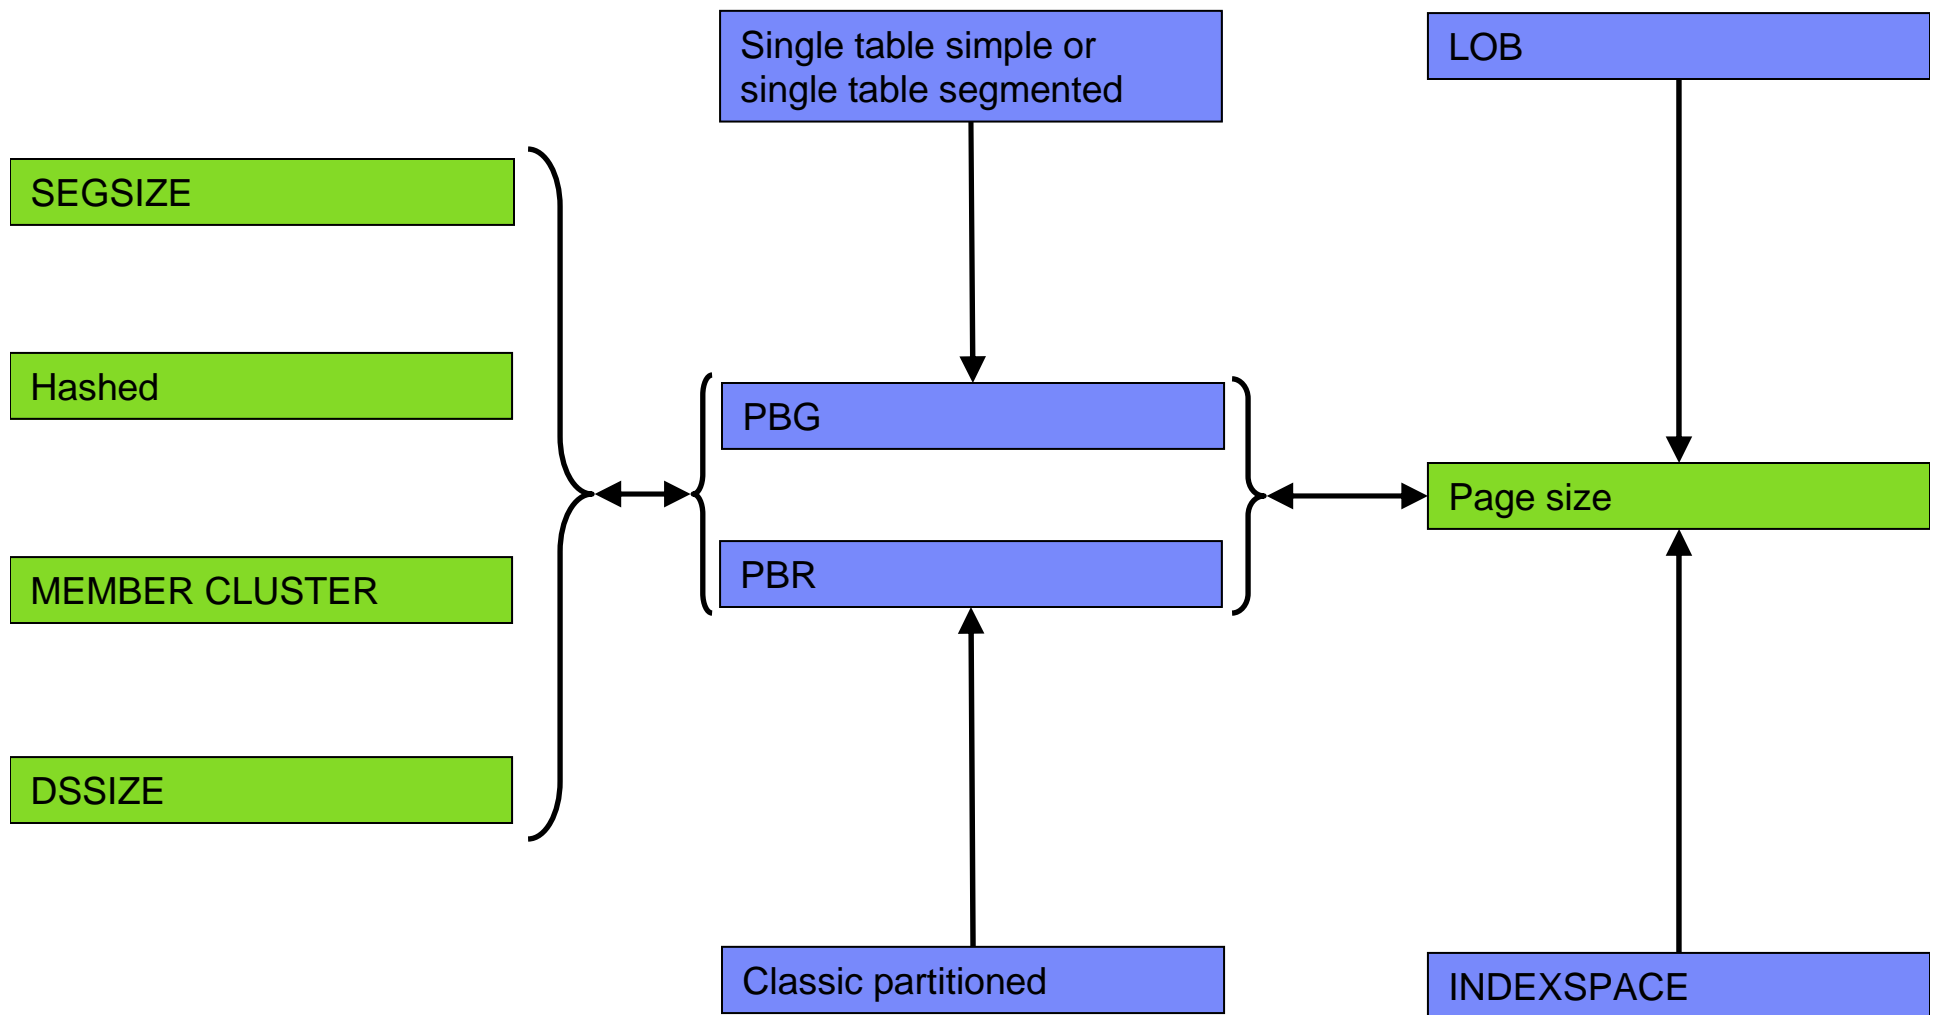 Single table simple or
single table segmented
LOB
SEGSIZE
Hashed
PBG
Page size
PBR
MEMBER CLUSTER
DSSIZE
Classic partitioned
INDEXSPACE